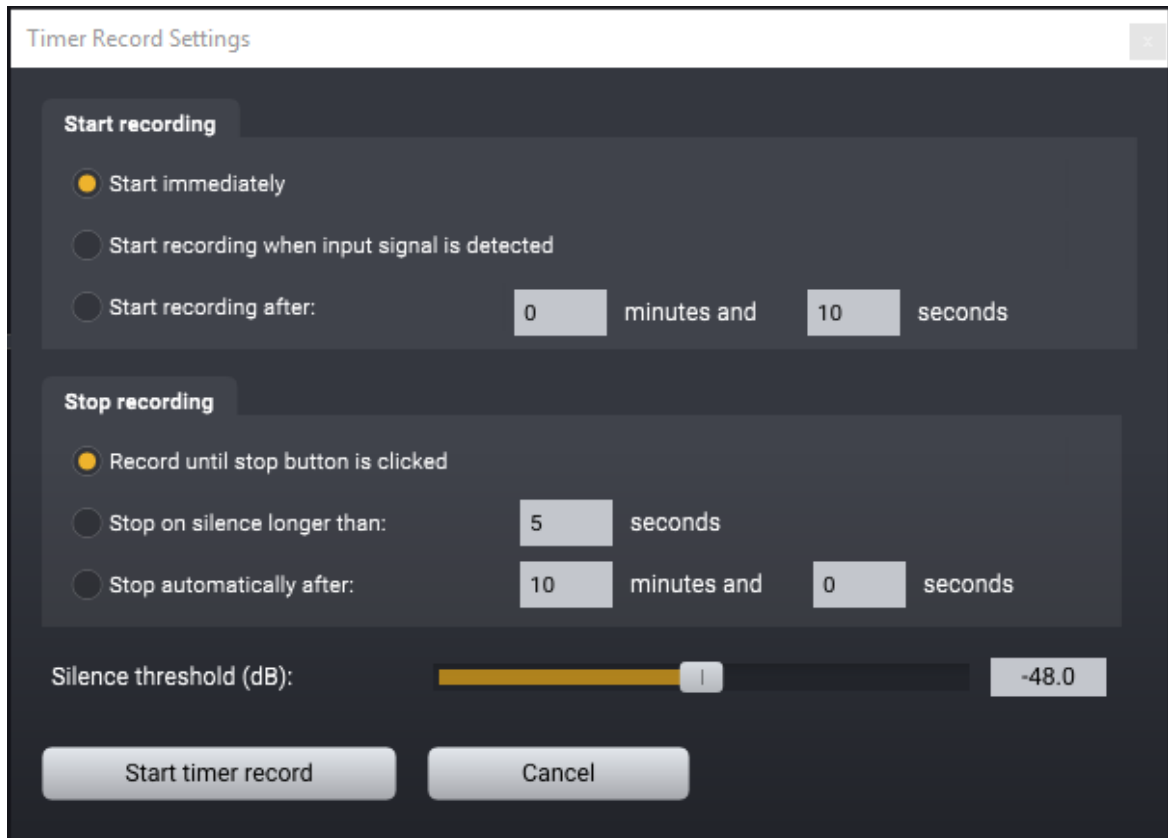 Timer Record Settings
x
Start recording
Start immediately
Start recording when input signal is detected
Start recording after: 0 minutes and 10 seconds
Stop recording
Record until stop button is clicked
Stop on silence longer than: 5 seconds
Stop automatically after: 10 minutes and 0 seconds
Silence threshold (dB): -48.0
Start timer record Cancel